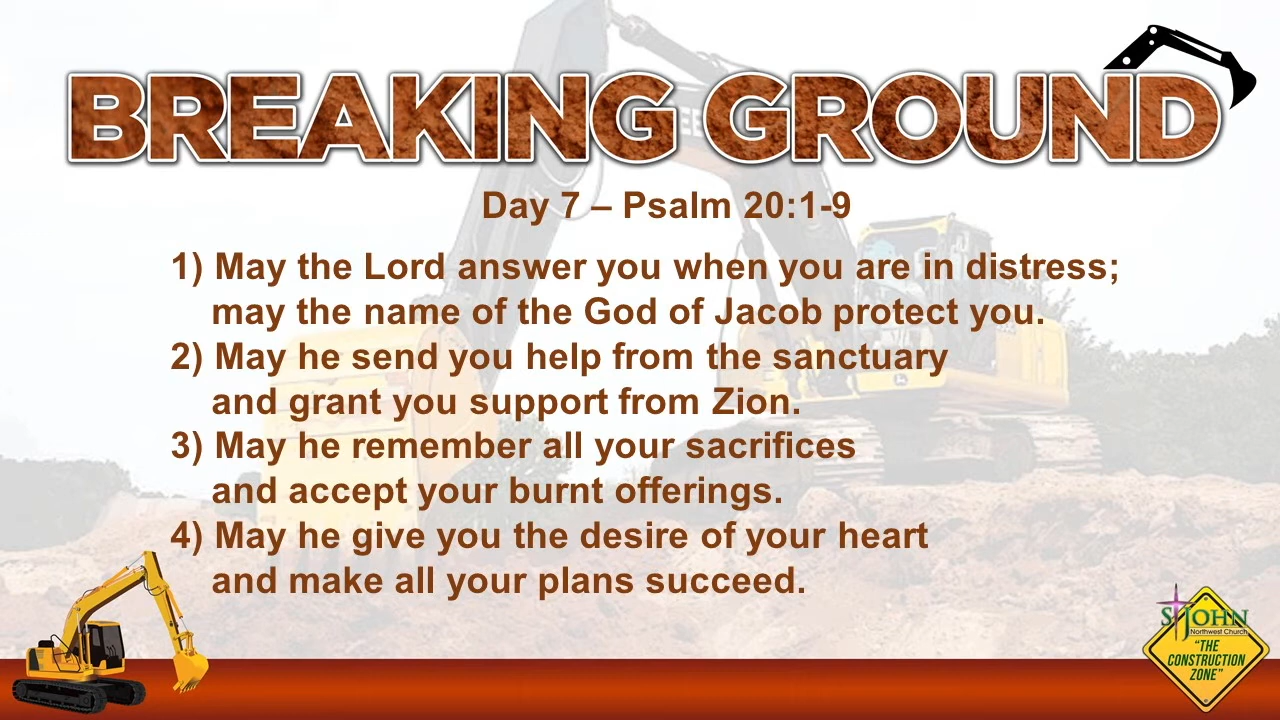 BREAKING GROUND
Day 7 – Psalm 20:1-9
1) May the Lord answer you when you are in distress;
may the name of the God of Jacob protect you.
2) May he send you help from the sanctuary
and grant you support from Zion.
3) May he remember all your sacrifices
and accept your burnt offerings.
4) May he give you the desire of your heart
and make all your plans succeed.
ST JOHN
Northwest Church
“THE
CONSTRUCTION
ZONE”